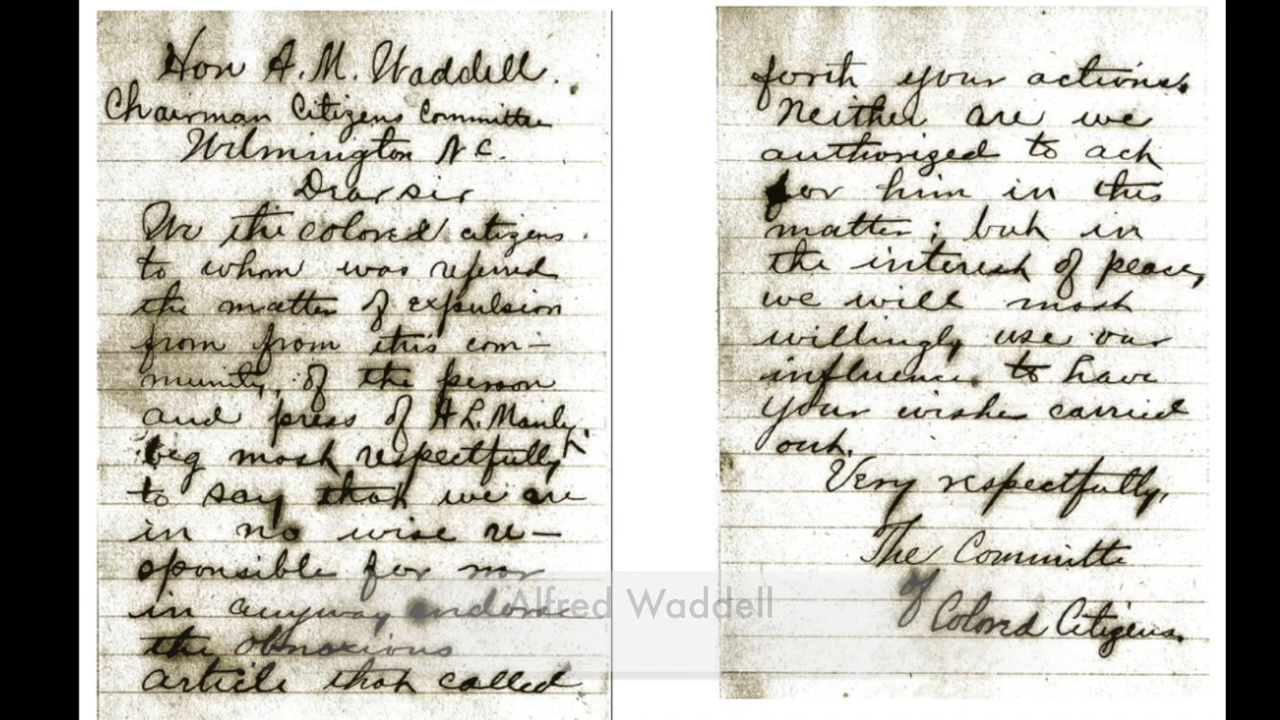 Hon A. M. Waddell.
Chairman Citizens Committee
Wilmington N C.
Dear sir
We the colored citizens
to whom was referred
the matter of expulsion
from from this com-
munity, of the person
and press of A L. Manly,
beg most respectfully
to say that we are
in no wise re-
sponsible for nor
in anyway endorse
the obnoxious
article that called
forth your actions.
Neither are we
authorized to act
for him in this
matter; but in
the interest of peace,
we will most
willingly use our
influence to have
your wishes carried
out.
Very respectfully,
The Committe
of Colored Citizens.
Alfred Waddell